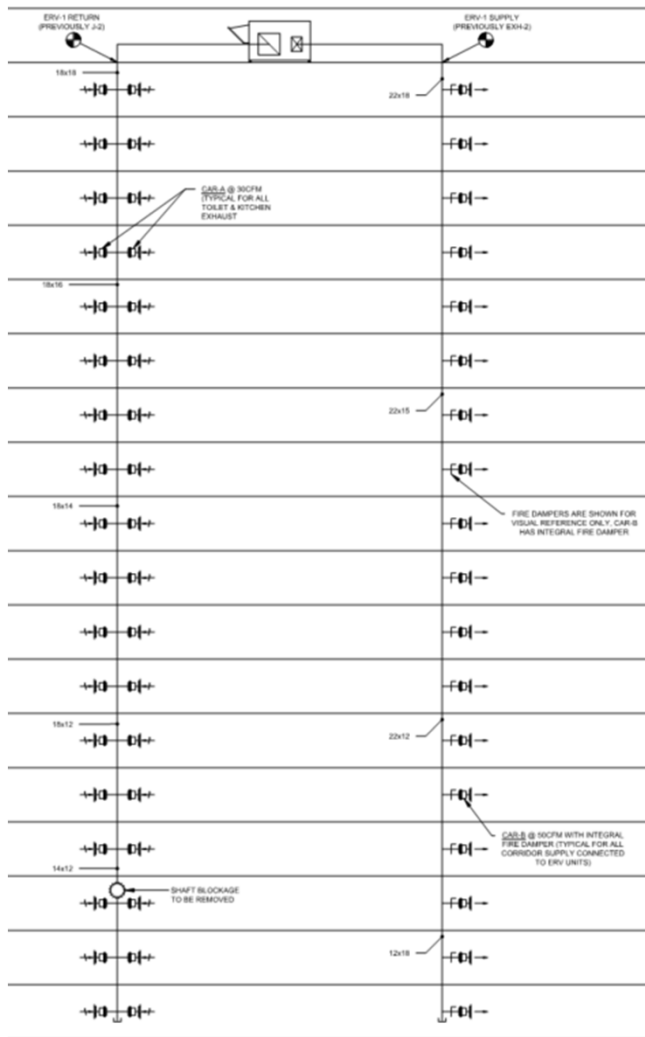 ERV-1 RETURN
(PREVIOUSLY J-2)
ERV-1 SUPPLY
(PREVIOUSLY EXH-2)
18x18
22x18
CAR-A @ 30CFM
(TYPICAL FOR ALL
TOILET & KITCHEN
EXHAUST
18x16
22x15
18x14
FIRE DAMPERS ARE SHOWN FOR
VISUAL REFERENCE ONLY, CAR-B
HAS INTEGRAL FIRE DAMPER
18x12
22x12
CAR-B @ 50CFM WITH INTEGRAL
FIRE DAMPER (TYPICAL FOR ALL
CORRIDOR SUPPLY CONNECTED
TO ERV UNITS)
14x12
SHAFT BLOCKAGE
TO BE REMOVED
12x18